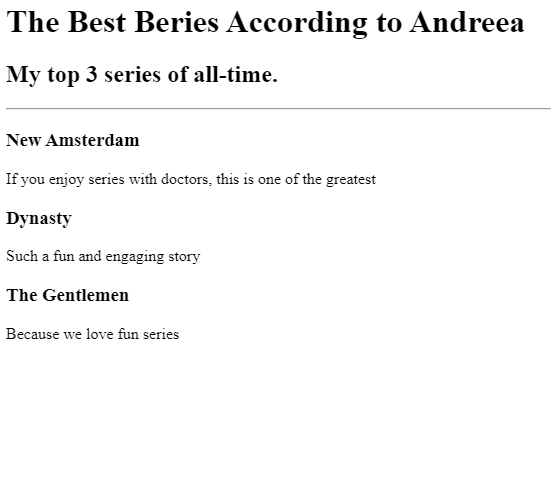 The Best Beries According to Andreea
My top 3 series of all-time.
New Amsterdam
If you enjoy series with doctors, this is one of the greatest
Dynasty
Such a fun and engaging story
The Gentlemen
Because we love fun series